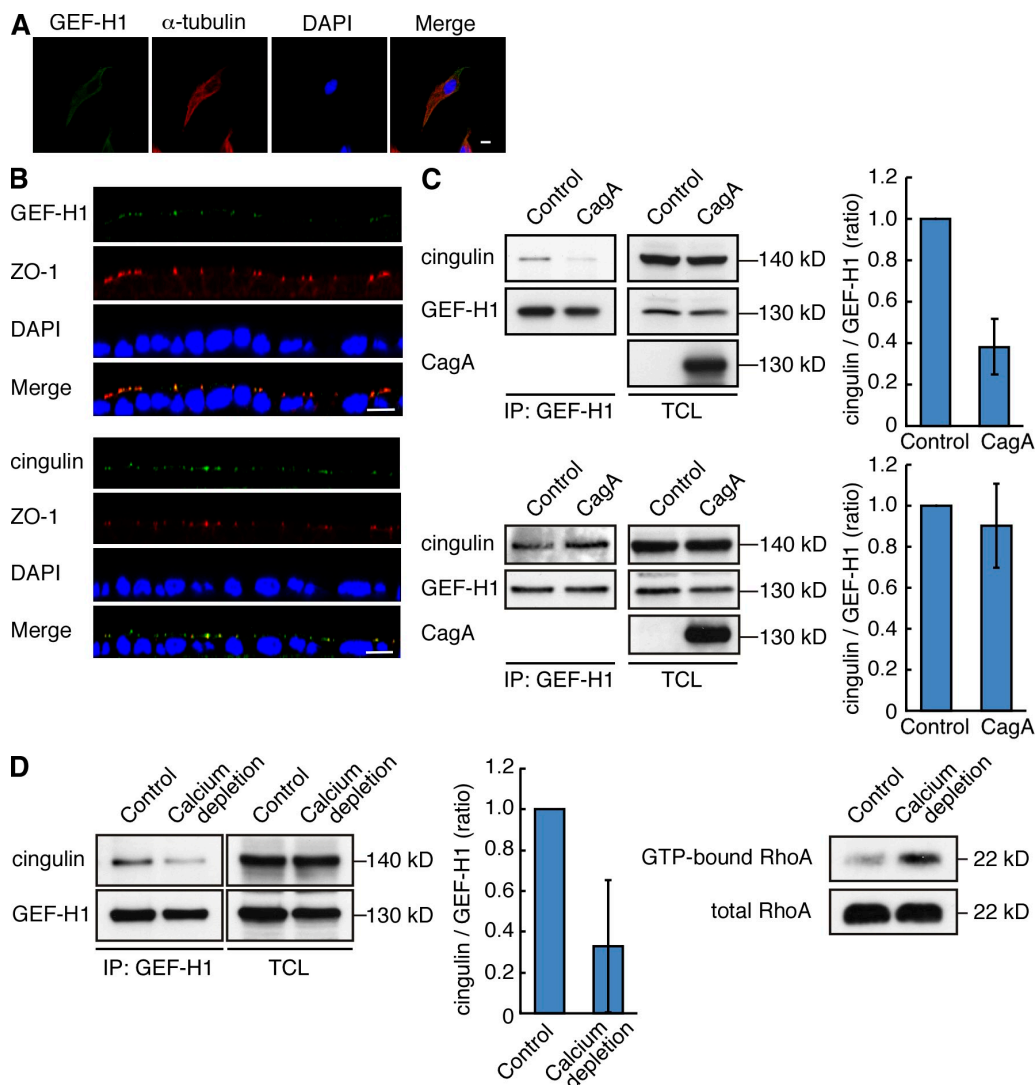 A
GEF-H1
α-tubulin
DAPI
Merge
B
GEF-H1
ZO-1
DAPI
Merge
cingulin
ZO-1
DAPI
Merge
C
Control
CagA
Control
CagA
cingulin
140 kD
GEF-H1
130 kD
CagA
130 kD
IP: GEF-H1
TCL
cingulin / GEF-H1 (ratio)
1.2
1.0
0.8
0.6
0.4
0.2
0
Control
CagA
Control
CagA
Control
CagA
cingulin
140 kD
GEF-H1
130 kD
CagA
130 kD
IP: GEF-H1
TCL
cingulin / GEF-H1 (ratio)
1.2
1.0
0.8
0.6
0.4
0.2
0
Control
CagA
D
Control
Calcium
depletion
Control
Calcium
depletion
cingulin
140 kD
GEF-H1
130 kD
IP: GEF-H1
TCL
cingulin / GEF-H1 (ratio)
1.2
1.0
0.8
0.6
0.4
0.2
0
Control
Calcium
depletion
Control
Calcium
depletion
GTP-bound RhoA
22 kD
total RhoA
22 kD